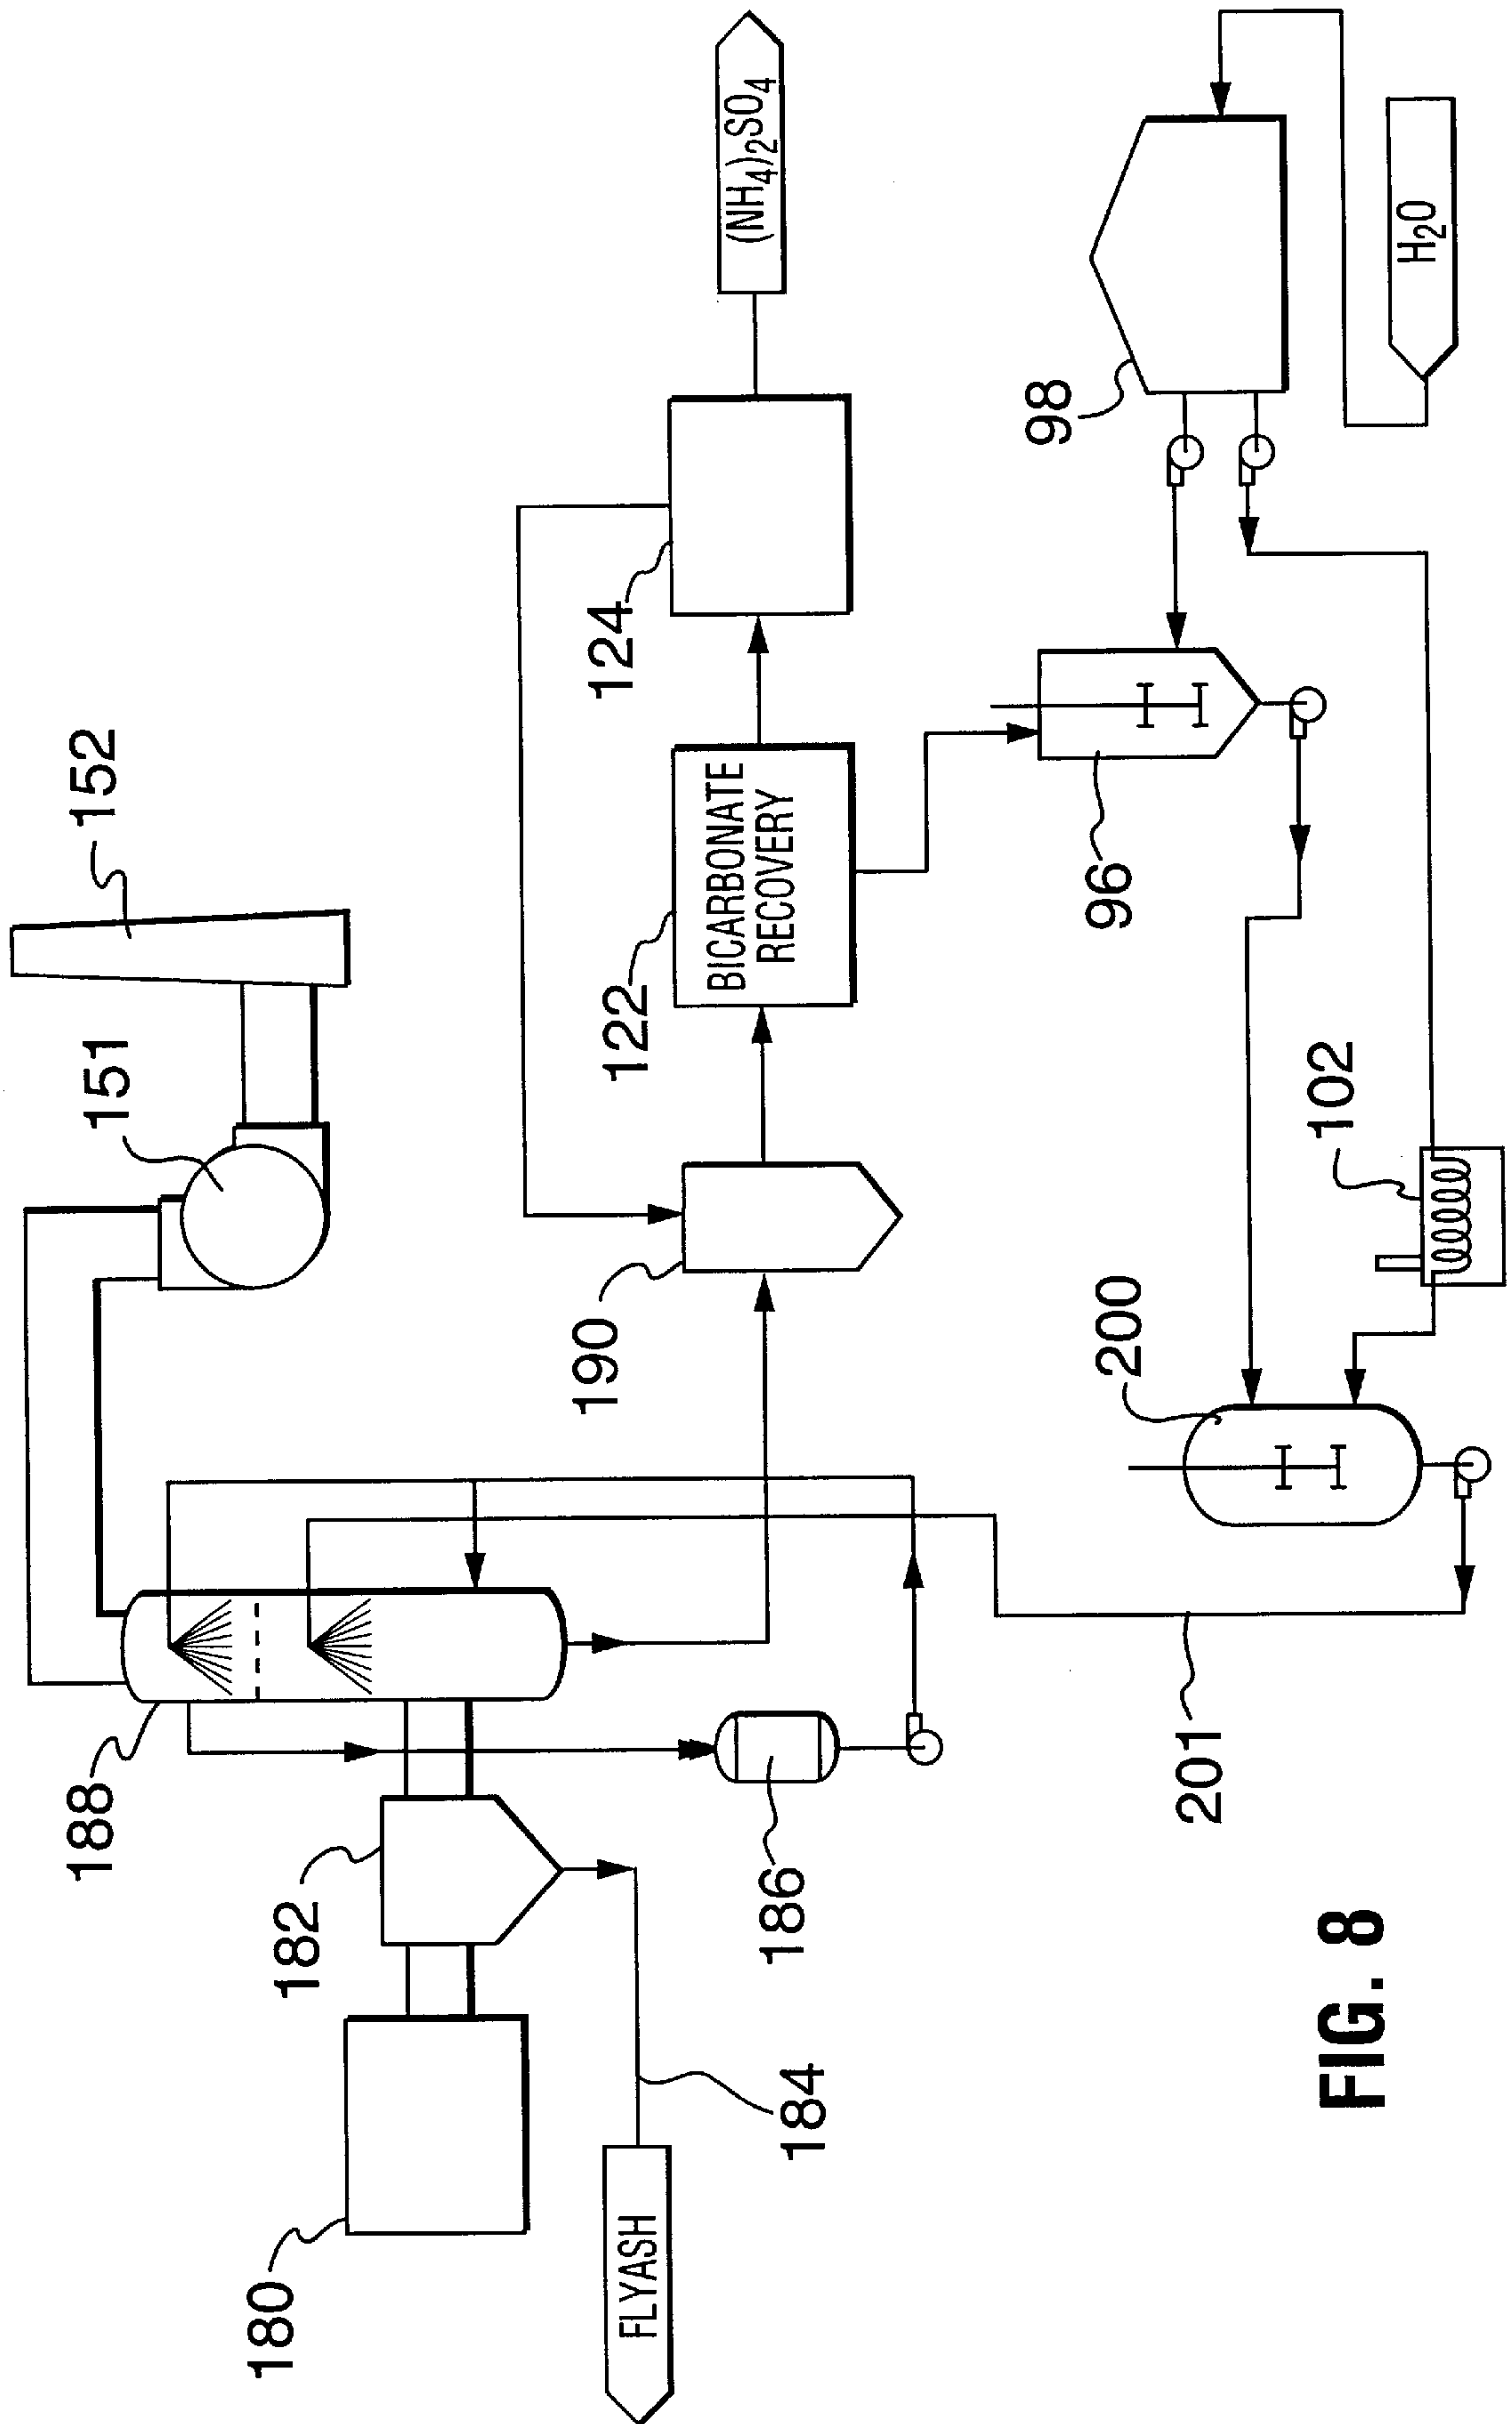 152
151
188
182
180
FLYASH
184
186
201
190
122
BICARBONATE
RECOVERY
124
(NH4)2SO4
98
96
102
200
H2O
FIG. 8